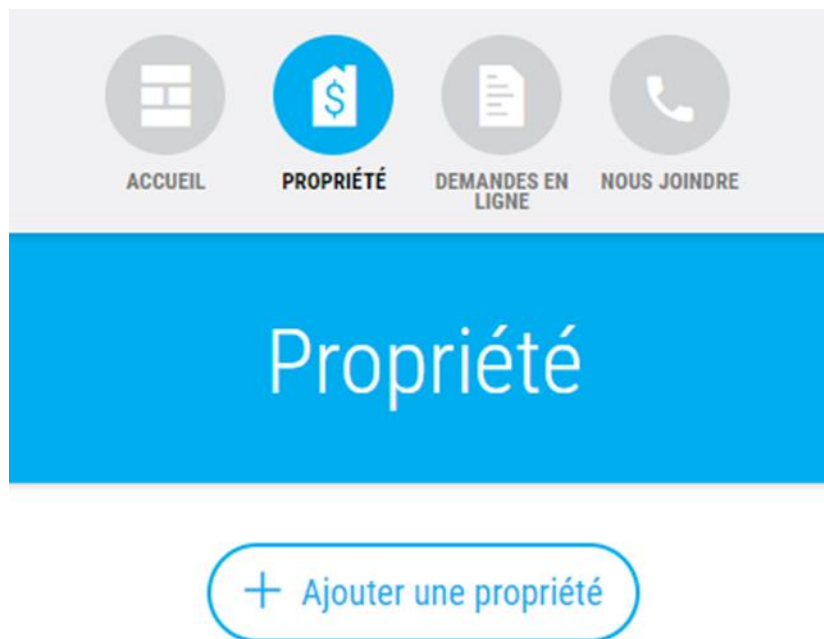 ACCUEIL
PROPRIÉTÉ
DEMANDES EN
LIGNE
NOUS JOINDRE
Propriété
+ Ajouter une propriété